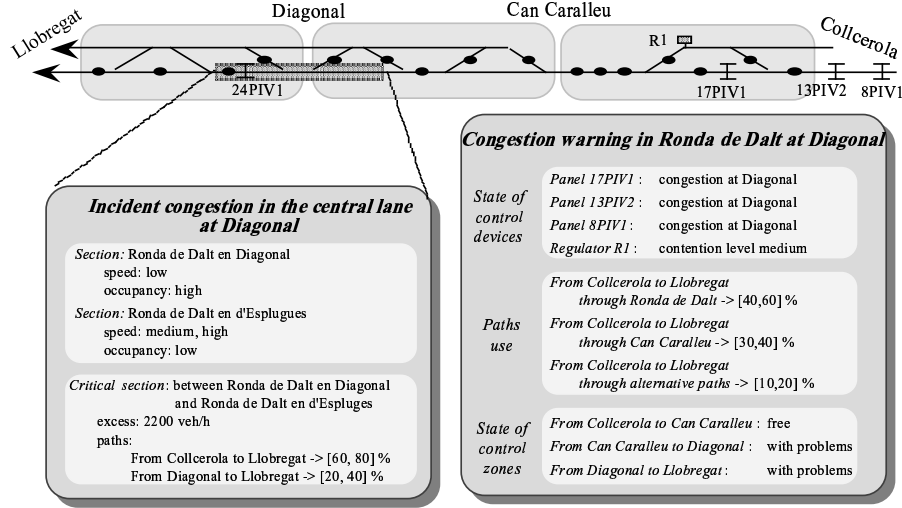 Diagonal
Can Caralleu
Llobregat
R1
Collcerola
24PIV1
17PIV1
13PIV2
8PIV1
Incident congestion in the central lane
at Diagonal
Section: Ronda de Dalt en Diagonal
speed: low
occupancy: high
Section: Ronda de Dalt en d'Esplugues
speed: medium, high
occupancy: low
Critical section: between Ronda de Dalt en Diagonal
and Ronda de Dalt en d'Espluges
excess: 2200 veh/h
paths:
From Collcerola to Llobregat -> [60, 80] %
From Diagonal to Llobregat -> [20, 40] %
Congestion warning in Ronda de Dalt at Diagonal
State of
control
devices
Panel 17PIV1 : congestion at Diagonal
Panel 13PIV2 : congestion at Diagonal
Panel 8PIV1 : congestion at Diagonal
Regulator R1 : contention level medium
Paths
use
From Collcerola to Llobregat
through Ronda de Dalt -> [40,60] %
From Collcerola to Llobregat
through Can Caralleu -> [30,40] %
From Collcerola to Llobregat
through alternative paths -> [10,20] %
State of
control
zones
From Collcerola to Can Caralleu : free
From Can Caralleu to Diagonal : with problems
From Diagonal to Llobregat : with problems